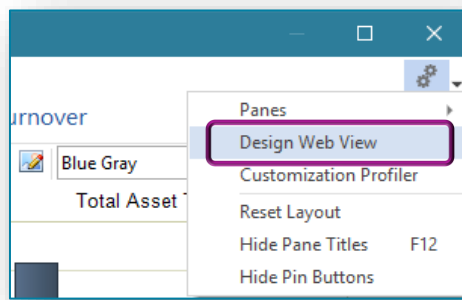 urnover
Blue Gray
Total Asset
Panes
Design Web View
Customization Profiler
Reset Layout
Hide Pane Titles F12
Hide Pin Buttons